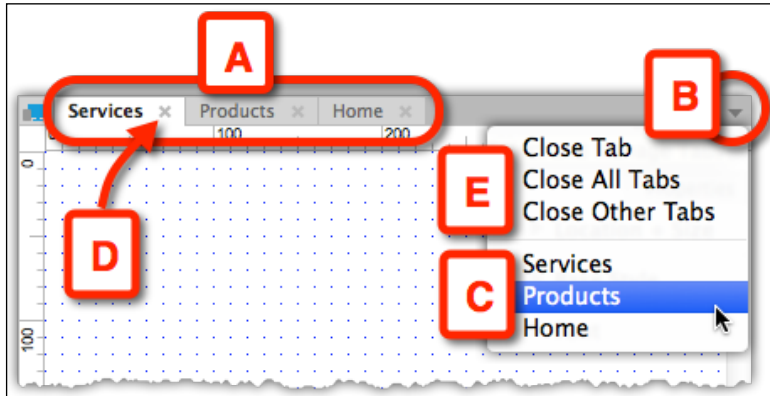 A
B
Services × Products × Home ×
100 200
0
Close Tab
E
Close All Tabs
Close Other Tabs
D
Services
C
Products
Home
100